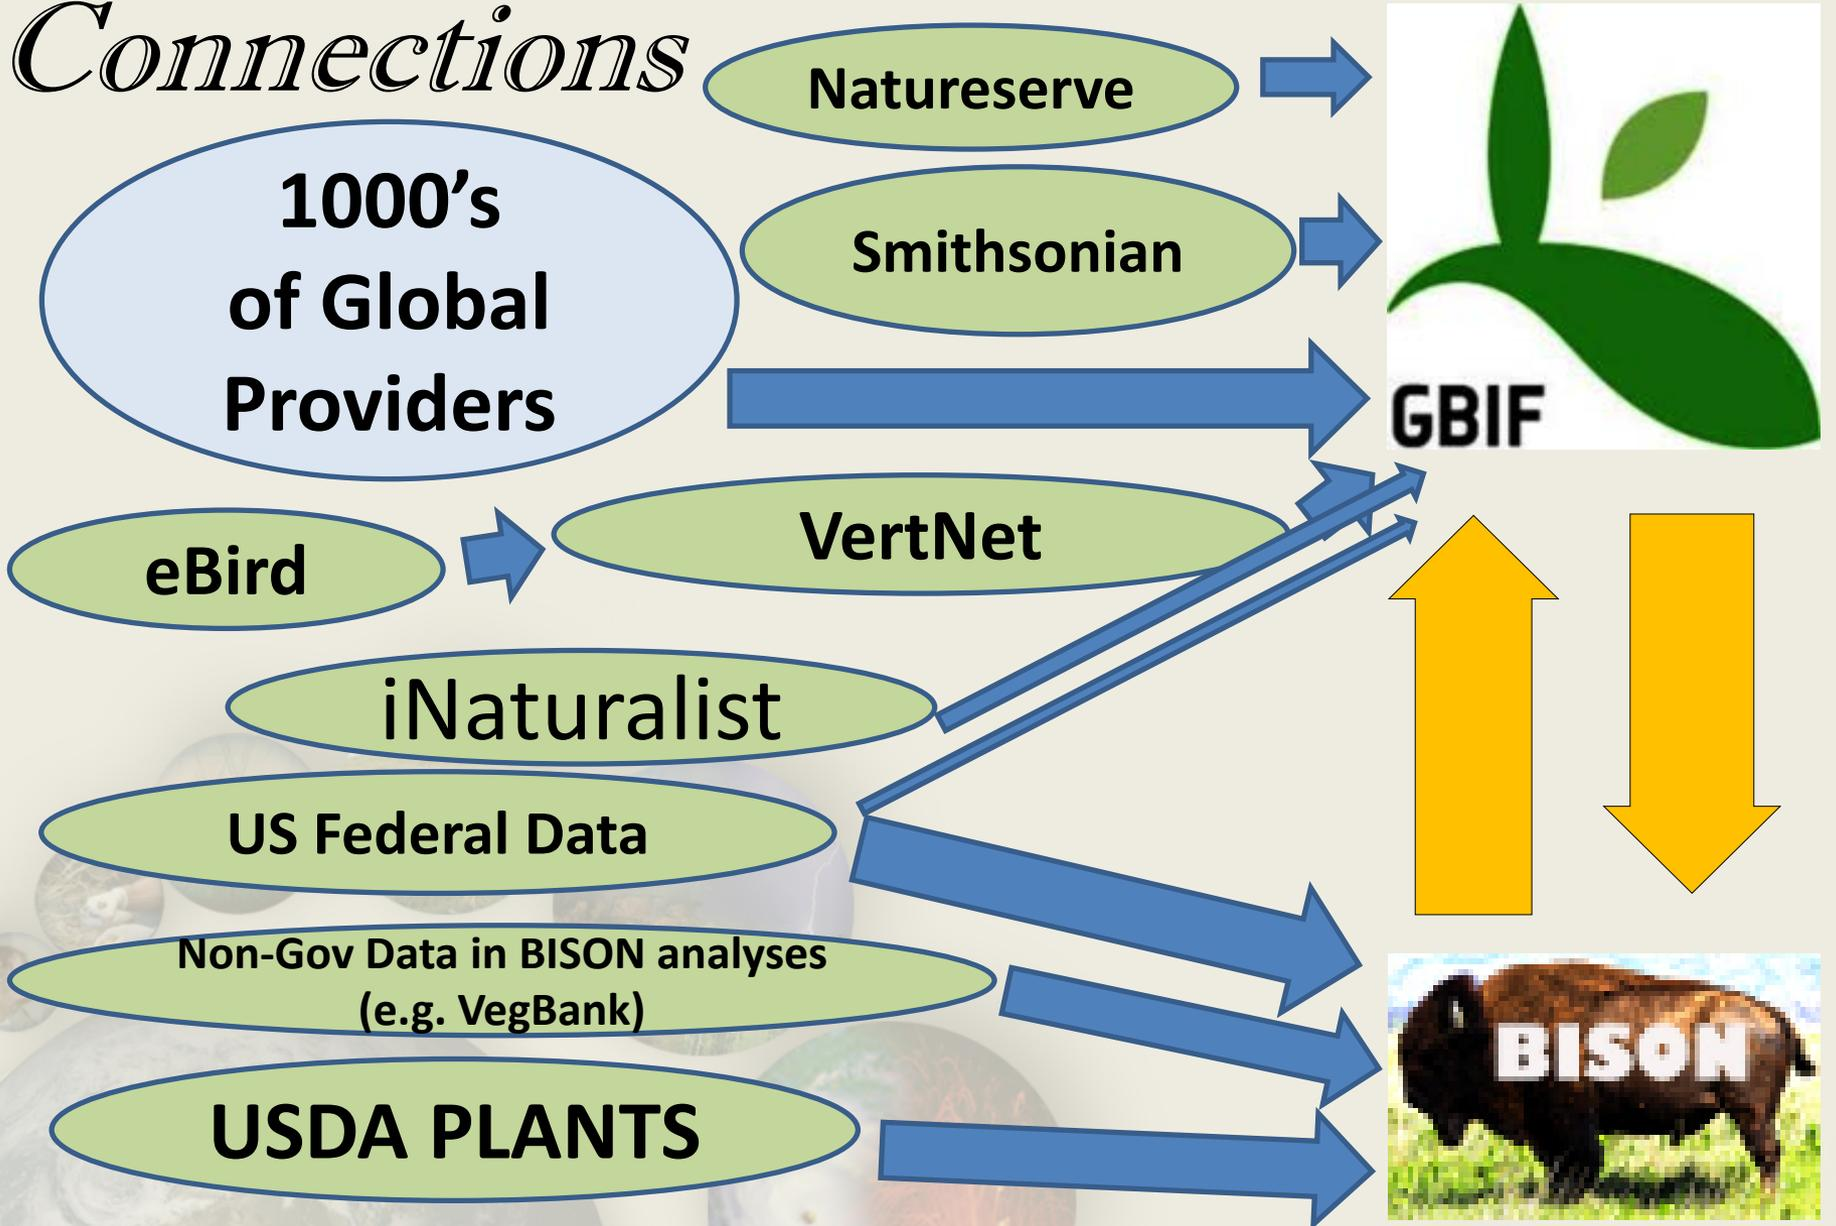 Connections
Natureserve
1000’s
of Global
Providers
Smithsonian
GBIF
eBird
VertNet
iNaturalist
US Federal Data
Non-Gov Data in BISON analyses
(e.g. VegBank)
BISON
USDA PLANTS